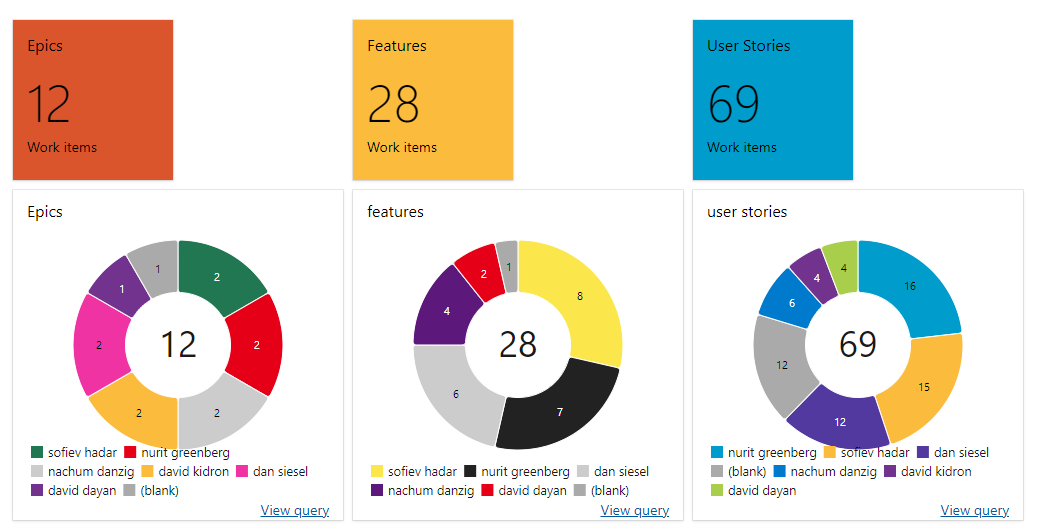 Epics
12
Work items
Features
28
Work items
User Stories
69
Work items
Epics
2
2
2
2
2
1
1
12
sofiev hadar nurit greenberg
nachum danzig david kidron dan siesel
david dayan (blank)
View query
features
8
7
6
4
2
1
28
sofiev hadar nurit greenberg dan siesel
nachum danzig david dayan (blank)
View query
user stories
16
15
12
12
6
4
4
69
nurit greenberg sofiev hadar dan siesel
(blank) nachum danzig david kidron
david dayan
View query